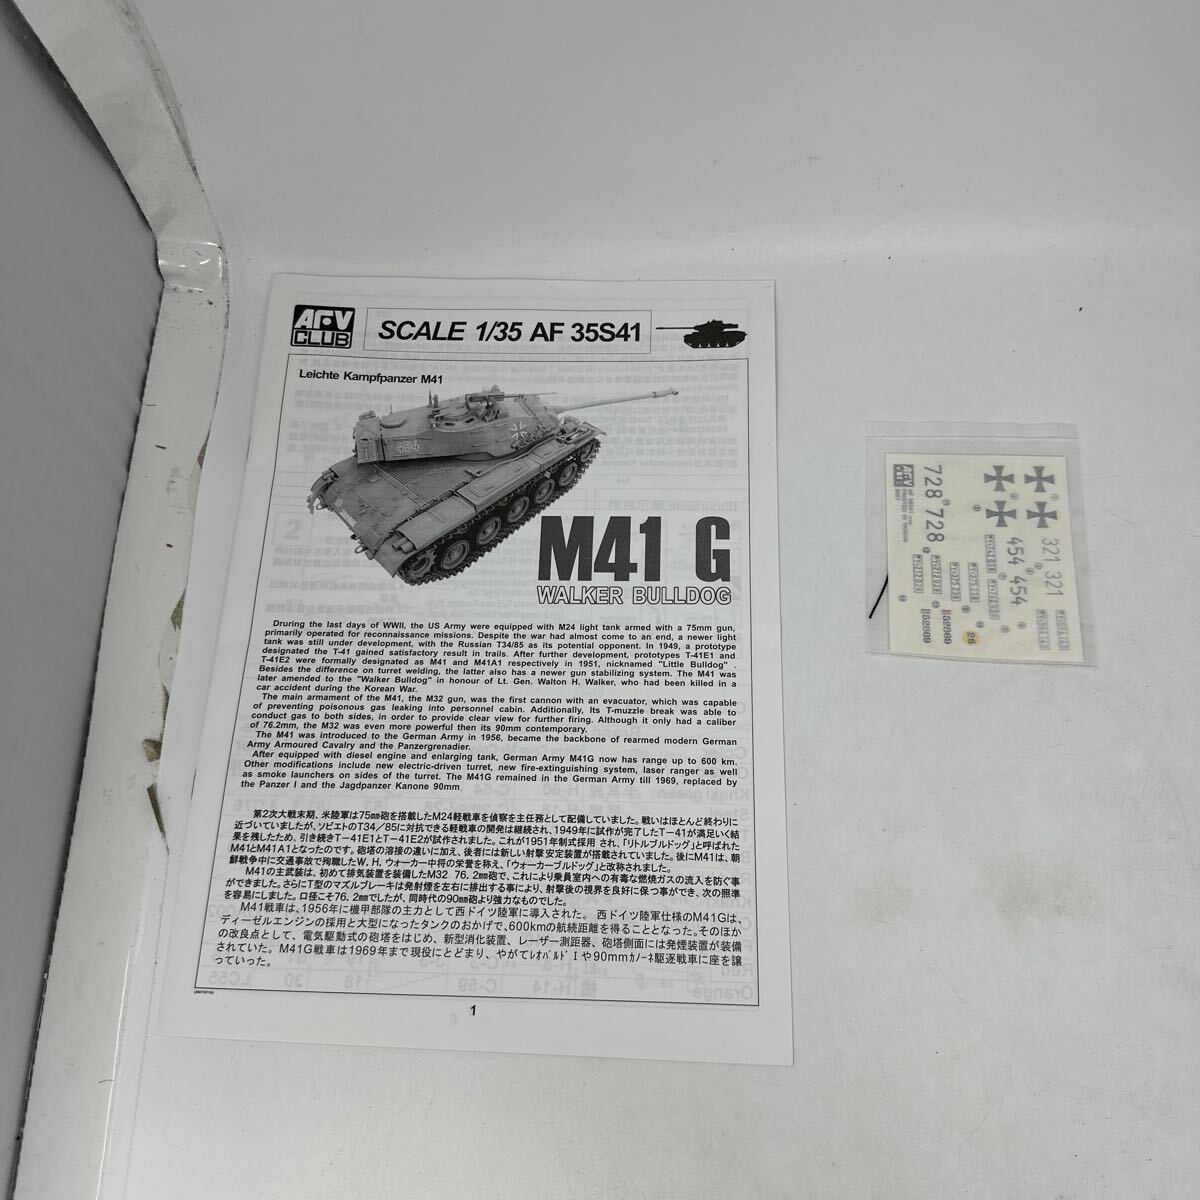 AFV
CLUB
SCALE 1/35 AF 35S41
Leichte Kampfpanzer M41
454
M41 G
WALKER BULLDOG
Druring the last days of WWII, the US Army were equipped with M24 light tank armed with a 75mm gun,
primarily operated for reconnaissance missions. Despite the war had almost come to an end, a newer light
tank was still under development, with the Russian T34/85 as its potential opponent. In 1949, a prototype
designated the T-41 gained satisfactory result in trails. After further development, prototypes T-41E1 and
T-41E2 were formally designated as M41 and M41A1 respectively in 1951, nicknamed "Little Bulldog" .
Besides the difference on turret welding, the latter also has a newer gun stabilizing system. The M41 was
later amended to the "Walker Bulldog" in honour of Lt. Gen. Walton H. Walker, who had been killed in a
car accident during the Korean War.
The main armament of the M41, the M32 gun, was the first cannon with an evacuator, which was capable
of preventing poisonous gas leaking into personnel cabin. Additionally, Its T-muzzle break was able to
conduct gas to both sides, in order to provide clear view for further firing. Although it only had a caliber
of 76.2mm, the M32 was even more powerful then its 90mm contemporary.
The M41 was introduced to the German Army in 1956, became the backbone of rearmed modern German
Army Armoured Cavalry and the Panzergrenadier.
After equipped with diesel engine and enlarging tank, German Army M41G now has range up to 600 km.
Other modifications include new electric-driven turret, new fire-extinguishing system, laser ranger as well
as smoke launchers on sides of the turret. The M41G remained in the German Army till 1969, replaced by
the Panzer I and the Jagdpanzer Kanone 90mm.
第2次大戦末期、米陸軍は75㎜砲を搭載したM24軽戦車を偵察を主任務として配備していました。戦いはほとんど終わりに
近づいていましたが、ソビエトのT34／85に対抗できる軽戦車の開発は継続され、1949年に試作が完了したT－41が満足いく結
果を残したため、引き続きT－41E1とT－41E2が試作されました。これが1951年制式採用 され、「リトルブルドッグ」と呼ばれた
M41とM41A1となったのです。砲塔の溶接の違いに加え、後者には新しい射撃安定装置が搭載されていました。後にM41は、朝
鮮戦争中に交通事故で殉職したW. H. ウォーカー中将の栄誉を称え、「ウォーカーブルドッグ」と改称されました。
M41の主武装は、初めて排気装置を装備したM32 76. 2㎜砲で、これにより乗員室内への有毒な燃焼ガスの流入を防ぐ事
ができました。さらにT型のマズルブレーキは発射煙を左右に排出する事により、射撃後の視界を良好に保つ事ができ、次の照準
を容易にしました。口径こそ76. 2㎜でしたが、同時代の90㎜砲より強力なものでした。
M41戦車は、1956年に機甲部隊の主力として西ドイツ陸軍に導入された。 西ドイツ陸軍仕様のM41Gは、
ディーゼルエンジンの採用と大型になったタンクのおかげで、600kmの航続距離を得ることとなった。そのほか
の改良点として、電気駆動式の砲塔をはじめ、新型消化装置、レーザー測距器、砲塔側面には発煙装置が装備
されていた。M41G戦車は1969年まで現役にとどまり、やがてﾚｵﾊﾟﾙﾄﾞⅠや90mmｶﾉｰﾈ駆逐戦車に座を譲
っていった。
1
AFV
CLUB
AF 35S41
PRINTED IN TAIWAN
2007
728 728
321 321
454 454
52869
52869
26